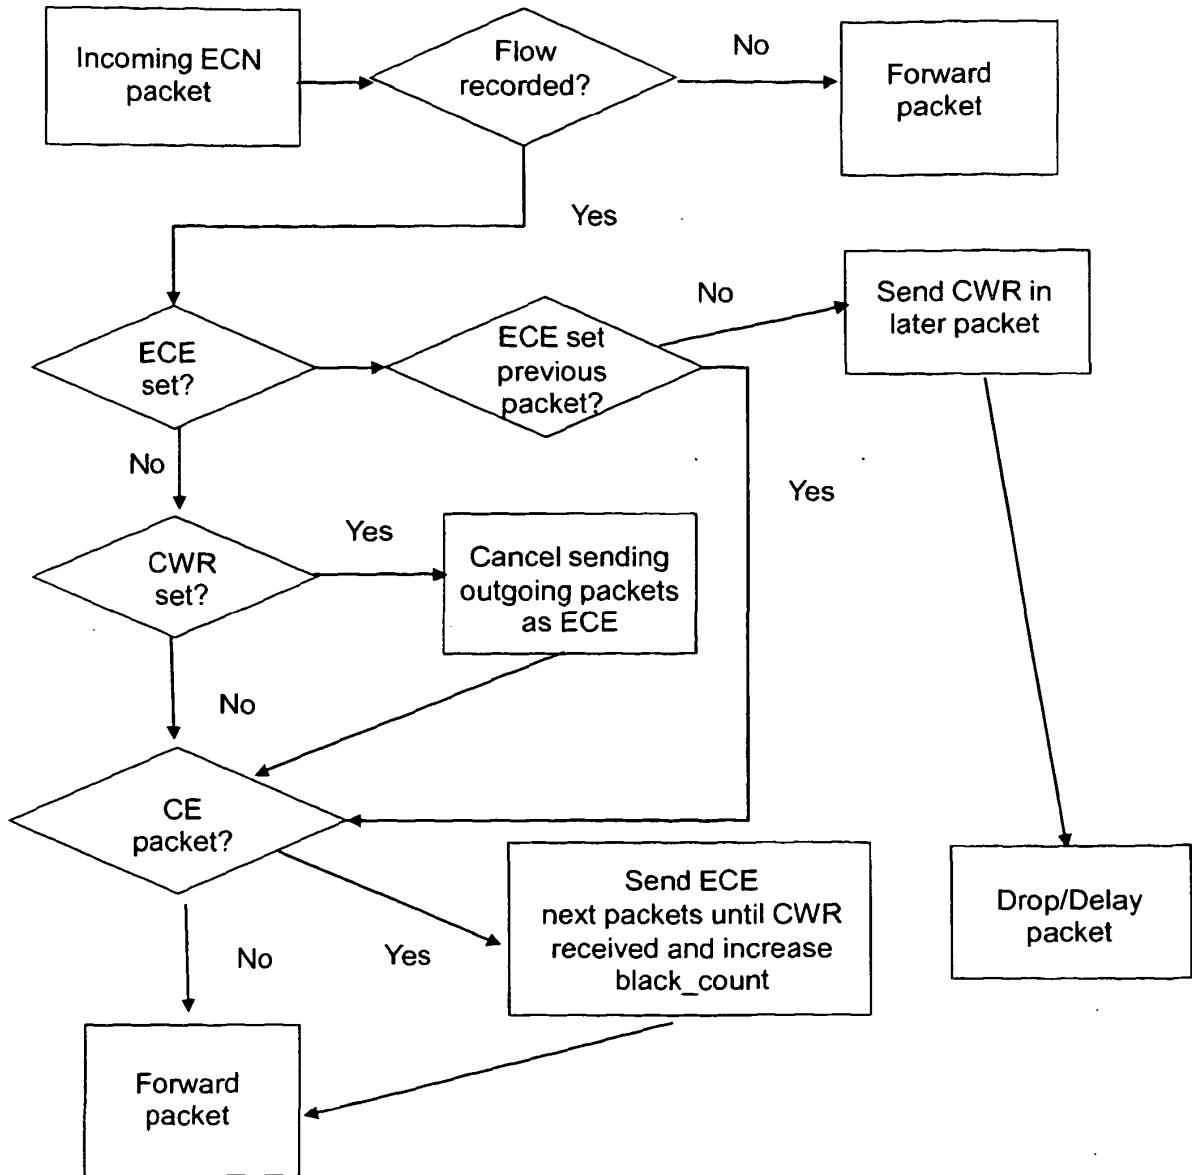 Incoming ECN
packet
Flow
recorded?
No
Forward
packet
Yes
ECE
set?
ECE set
previous
packet?
No
Send CWR in
later packet
No
Yes
CWR
set?
Yes
Cancel sending
outgoing packets
as ECE
No
CE
packet?
Send ECE
next packets until CWR
received and increase
black_count
Drop/Delay
packet
No
Yes
Forward
packet